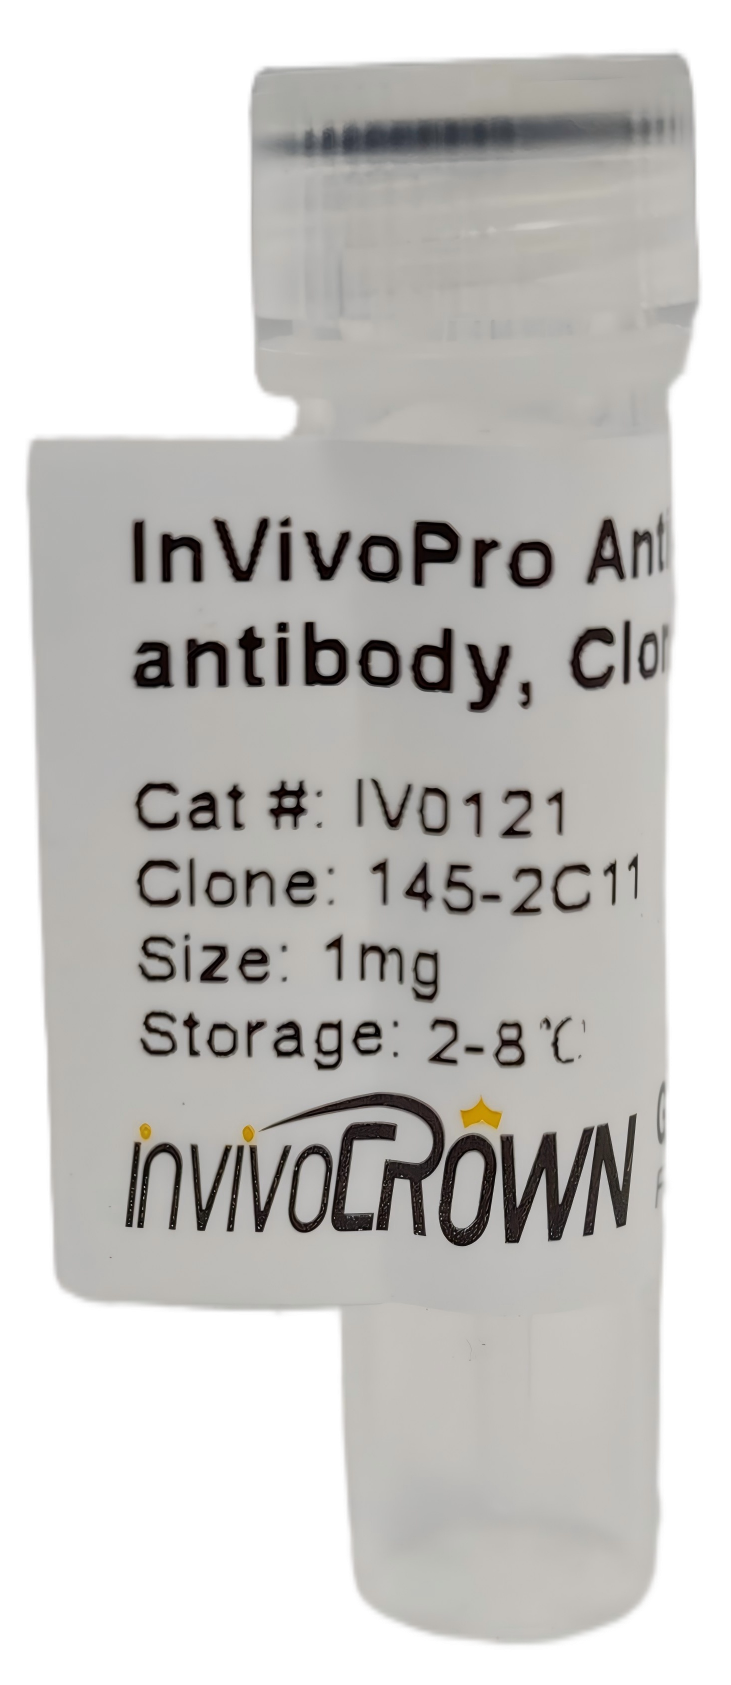 InVivoPro Anti
antibody, Clon
Cat #: IV0121
Clone: 145-2C11
Size: 1mg
Storage: 2-8℃
invivoCROWN